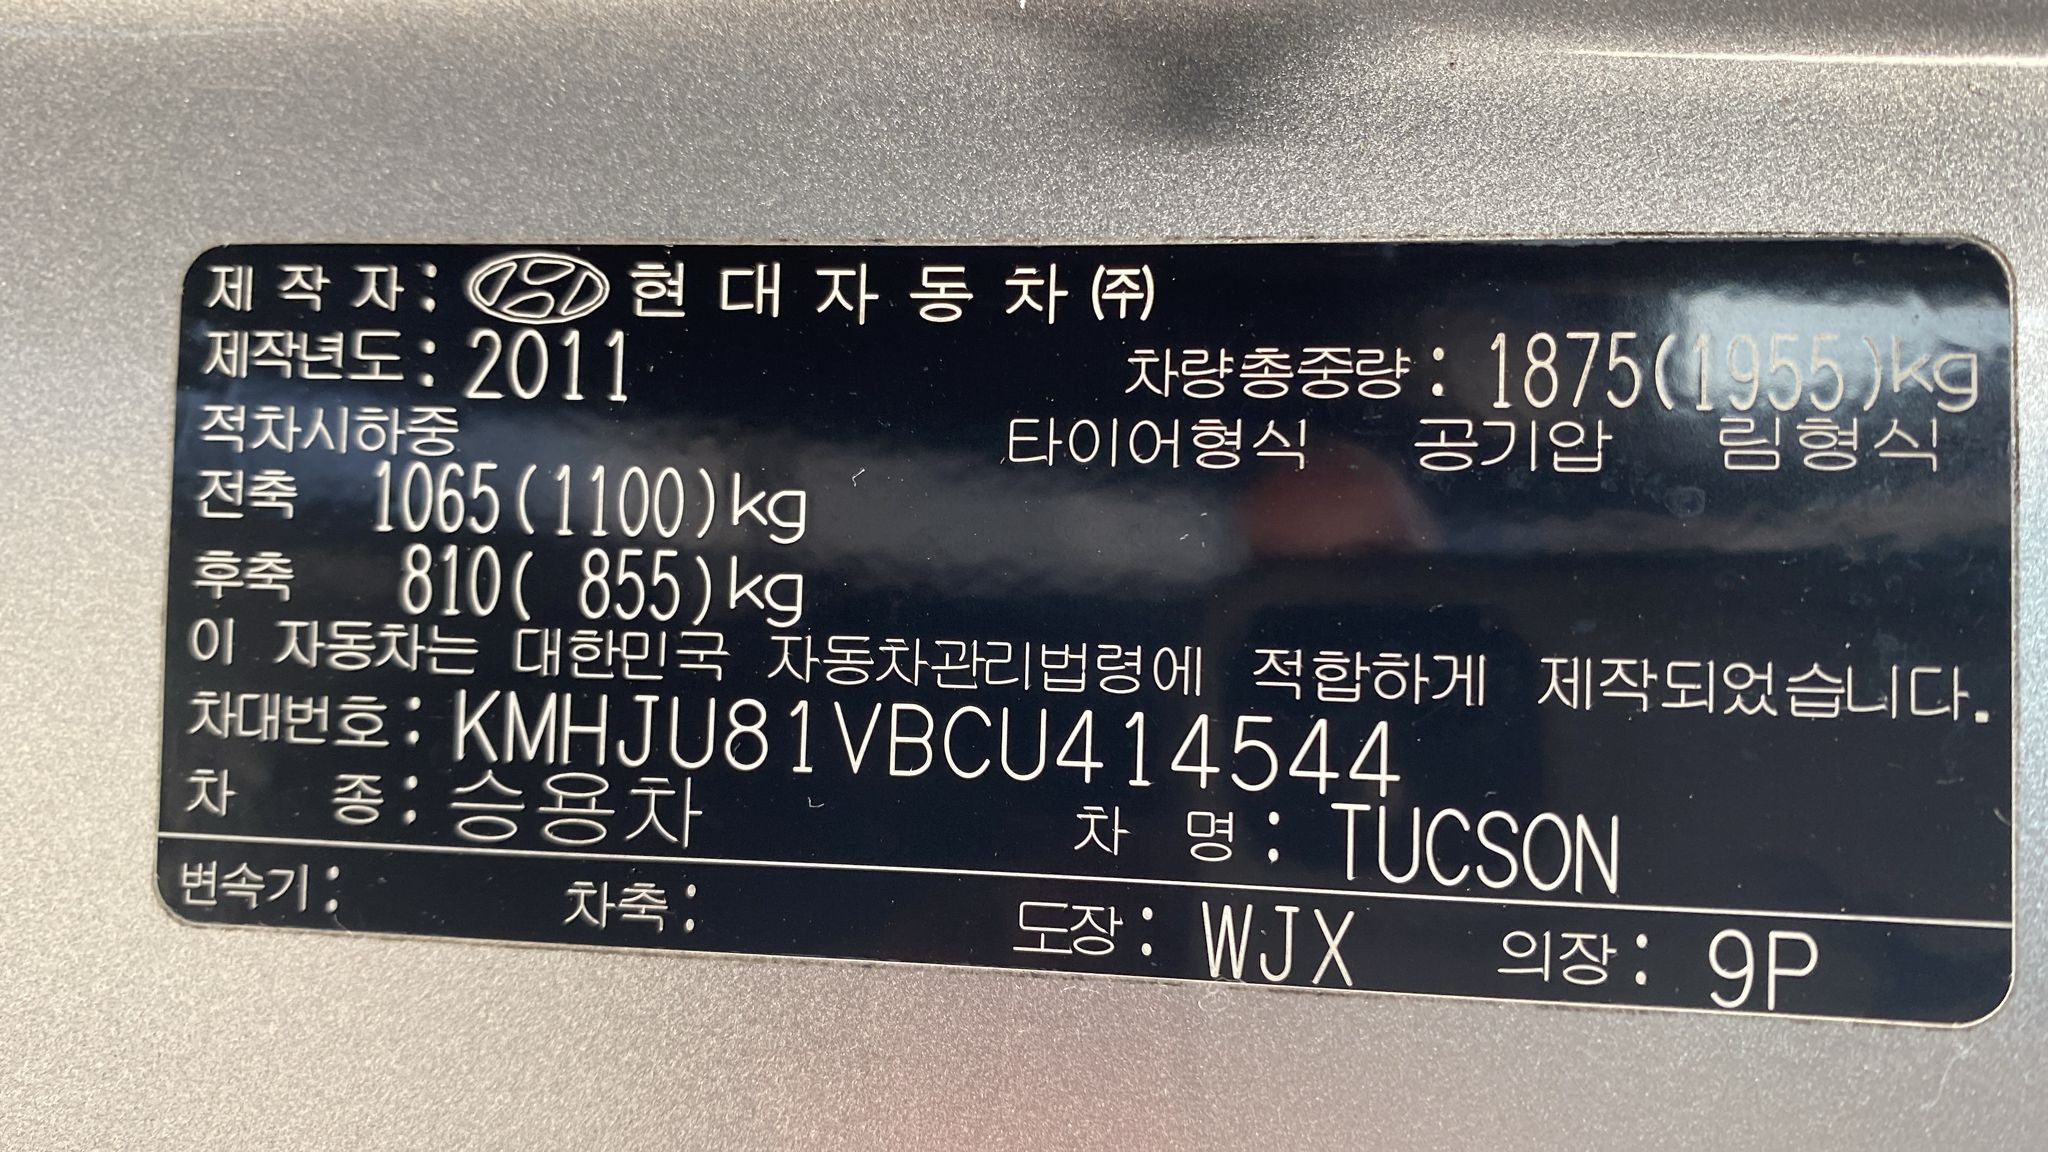 제 작 자 : 현 대 자 동 차 ㈜
제작년도 : 2011 차량총중량 : 1875(1955)kg
적차시하중 타이어형식 공기압 림형식
전축 1065(1100)kg
후축 810( 855)kg
이 자동차는 대한민국 자동차관리법령에 적합하게 제작되었습니다.
차대번호 : KMHJU81VBCU414544
차 종 : 승용차 차 명 : TUCSON
변속기 : 차축 : 도장 : WJX 의장 : 9P